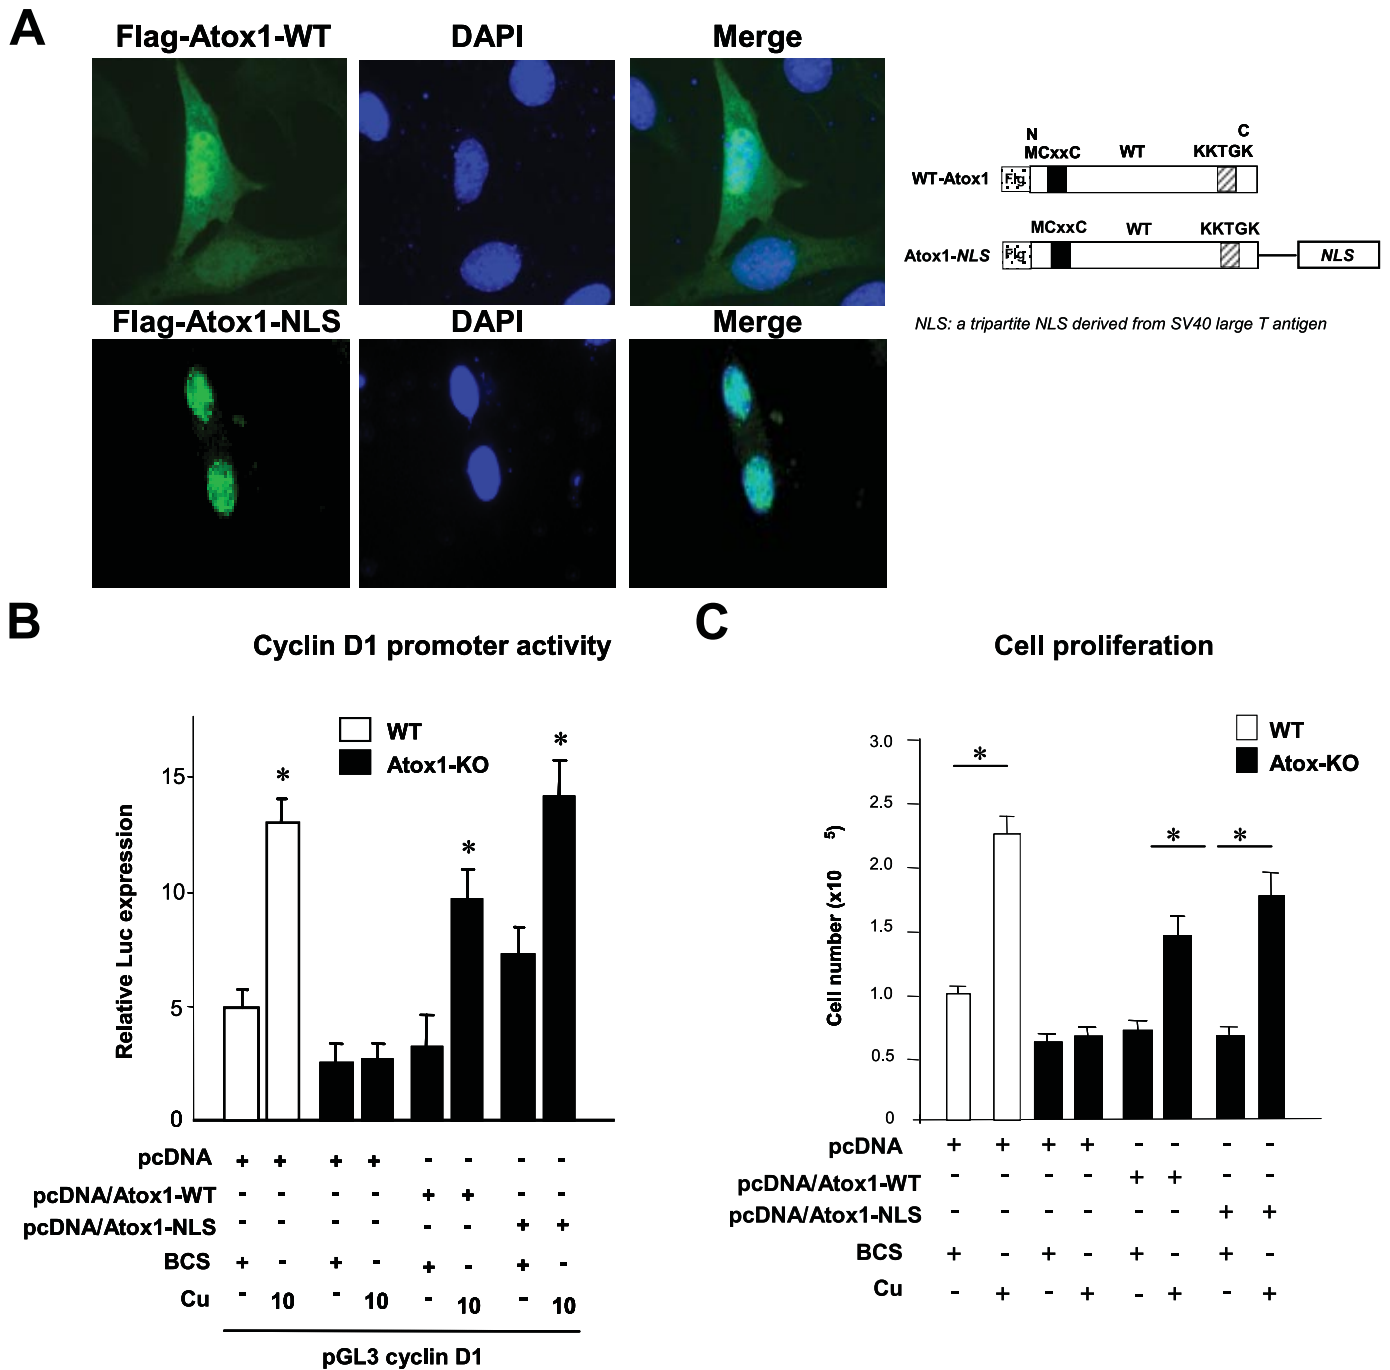 A
Flag-Atox1-WT DAPI Merge
Flag-Atox1-NLS DAPI Merge
N C
MCxxC WT KKTGK
WT-Atox1 Flg
MCxxC WT KKTGK
Atox1-NLS Flg NLS
NLS: a tripartite NLS derived from SV40 large T antigen
B
Cyclin D1 promoter activity
WT
Atox1-KO
Relative Luc expression
15
10
5
0
* * *
pcDNA + + + + - - - -
pcDNA/Atox1-WT - - - - + + - -
pcDNA/Atox1-NLS - - - - - - + +
BCS + - + - + - + -
Cu - 10 - 10 - 10 - 10
pGL3 cyclin D1
C
Cell proliferation
WT
Atox-KO
Cell number (x10 5)
3.0
2.5
2.0
1.5
1.0
0.5
0
* * *
pcDNA + + + + - - - -
pcDNA/Atox1-WT - - - - + + - -
pcDNA/Atox1-NLS - - - - - - + +
BCS + - + - + - + -
Cu - + - + - + - +